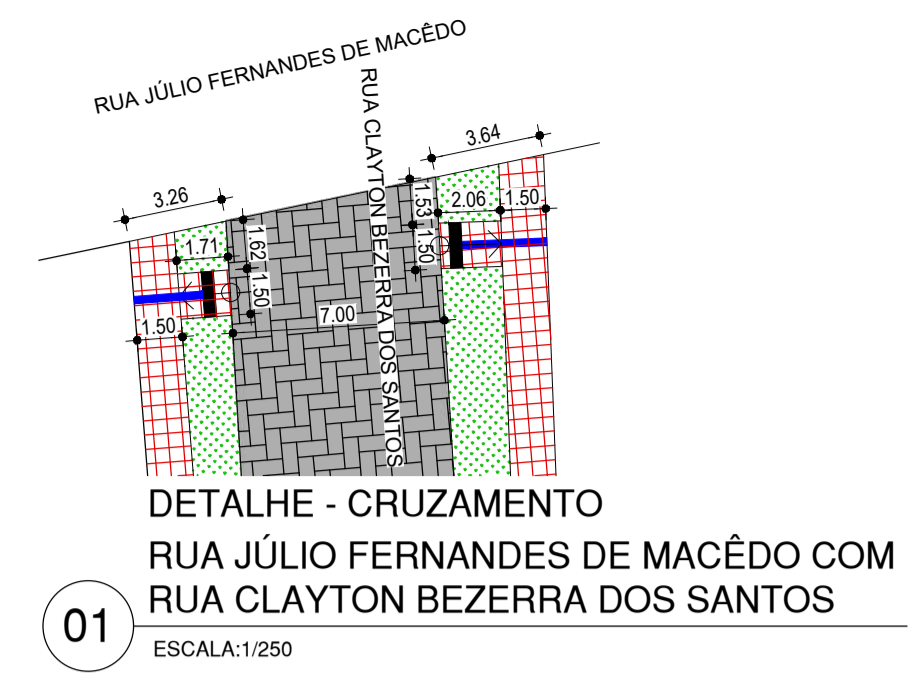 RUA JÚLIO FERNANDES DE MACÊDO
RUA CLAYTON BEZERRA DOS SANTOS
3.64
3.26
1.53
2.06
1.50
1.71
1.62
1.50
1.50
7.00
1.50
DETALHE - CRUZAMENTO
RUA JÚLIO FERNANDES DE MACÊDO COM
RUA CLAYTON BEZERRA DOS SANTOS
01
ESCALA:1/250